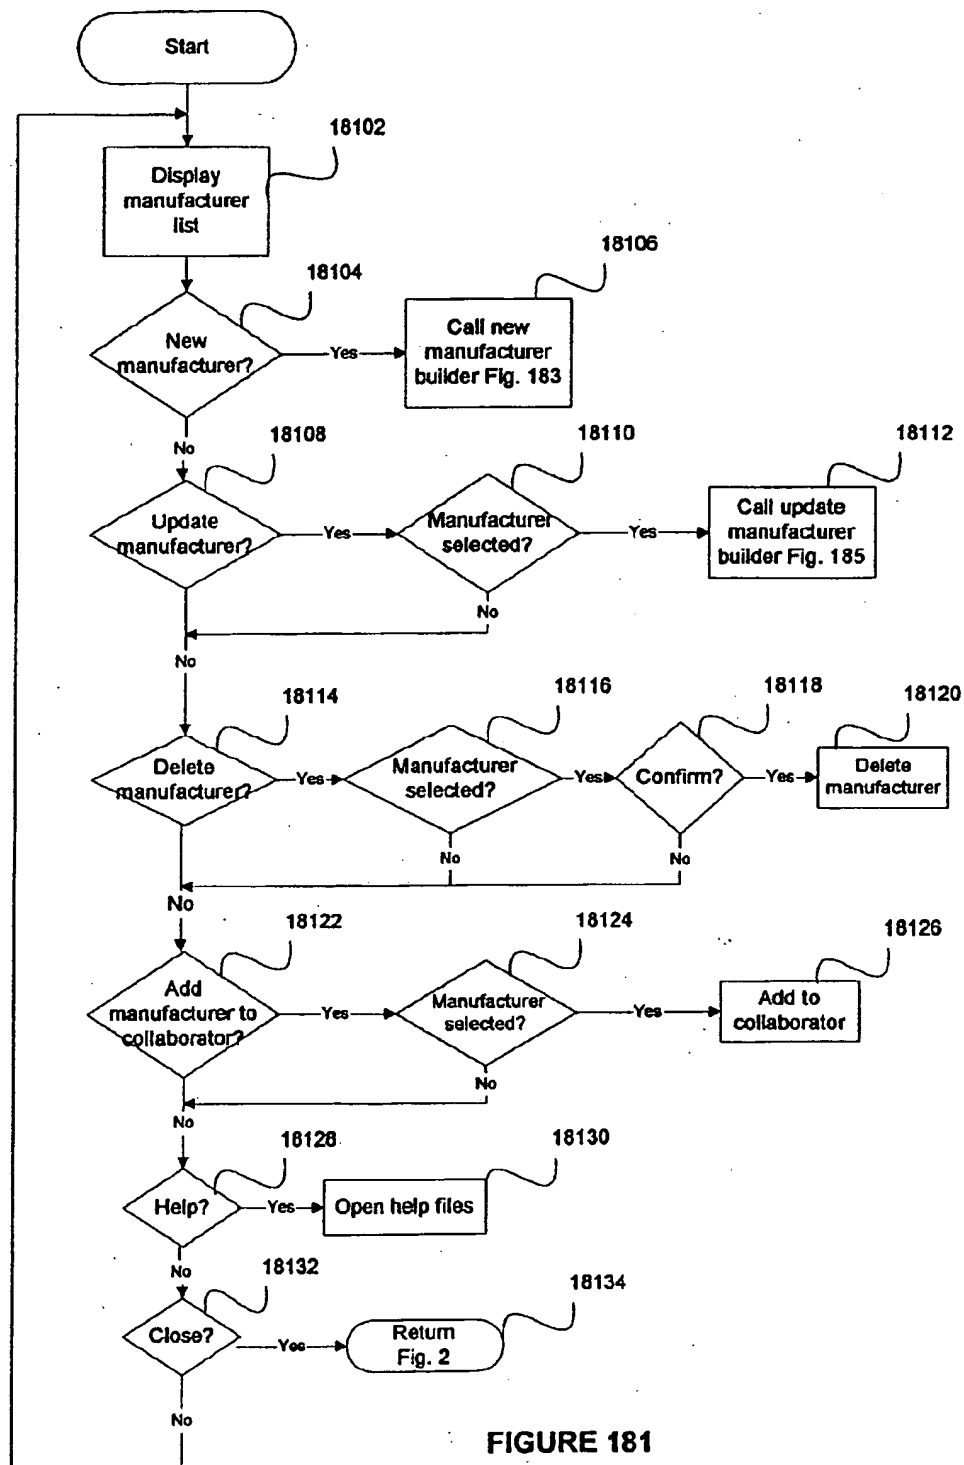 Start
18102
Display
manufacturer
list
18104
18106
New
manufacturer?
Yes
Call new
manufacturer
builder Fig. 183
No
18108
18110
18112
Update
manufacturer?
Yes
Manufacturer
selected?
Yes
Call update
manufacturer
builder Fig. 185
No
No
18114
18116
18118
18120
Delete
manufacturer?
Yes
Manufacturer
selected?
Yes
Confirm?
Yes
Delete
manufacturer
No
No
No
18122
18124
18126
Add
manufacturer to
collaborator?
Yes
Manufacturer
selected?
Yes
Add to
collaborator
No
No
18128
18130
Help?
Yes
Open help files
No
18132
18134
Close?
Yes
Return
Fig. 2
No
FIGURE 181